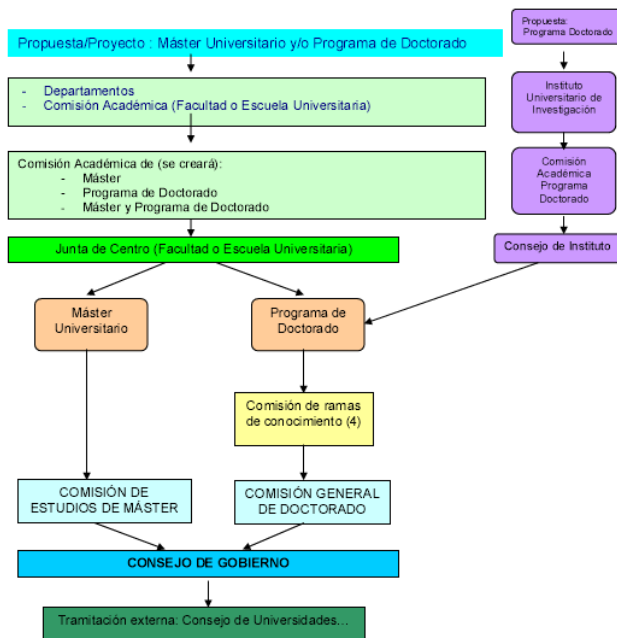 Propuesta/Proyecto : Máster Universitario y/o Programa de Doctorado
- Departamentos
- Comisión Académica (Facultad o Escuela Universitaria)
Comisión Académica de (se creará):
- Máster
- Programa de Doctorado
- Máster y Programa de Doctorado
Junta de Centro (Facultad o Escuela Universitaria)
Propuesta:
Programa Doctorado
Instituto
Universitario de
Investigación
Comisión
Académica
Programa
Doctorado
Consejo de Instituto
Máster
Universitario
Programa de
Doctorado
Comisión de ramas
de conocimiento (4)
COMISIÓN DE
ESTUDIOS DE MÁSTER
COMISIÓN GENERAL
DE DOCTORADO
CONSEJO DE GOBIERNO
Tramitación externa: Consejo de Universidades...